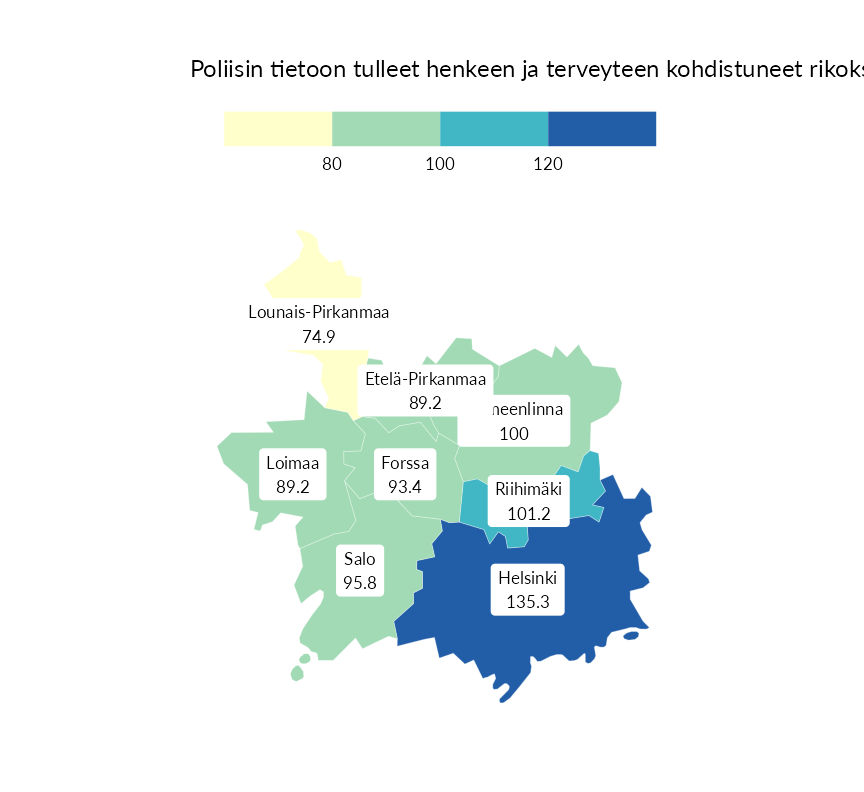 Poliisin tietoon tulleet henkeen ja terveyteen kohdistuneet rikoks
80 100 120
Lounais-Pirkanmaa
74.9
Etelä-Pirkanmaa
89.2
meenlinna
100
Loimaa
89.2
Forssa
93.4
Riihimäki
101.2
Salo
95.8
Helsinki
135.3